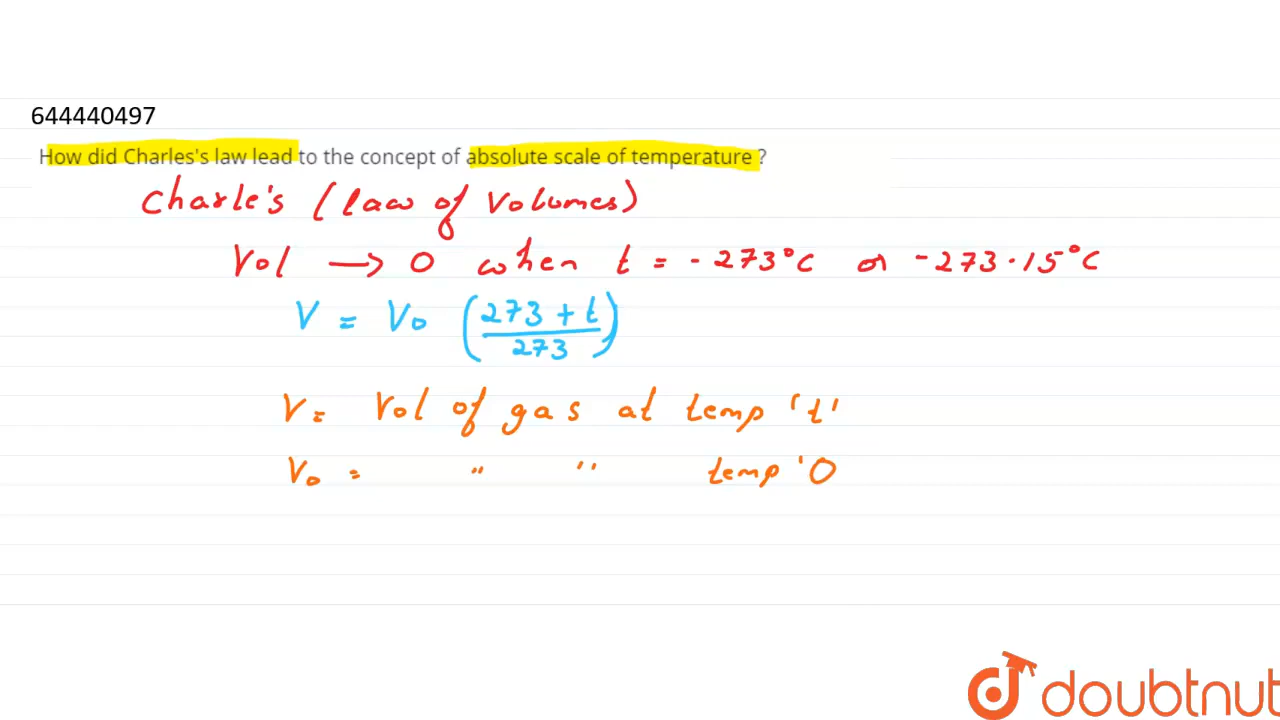 644440497
How did Charles's law lead to the concept of absolute scale of temperature ?
Charle's (law of Volumes)
Vol → 0 when t = -273°C or -273.15°C
V = V₀ (273 + t / 273)
V = Vol of gas at temp 't'
V₀ = " " temp '0
doubtnut